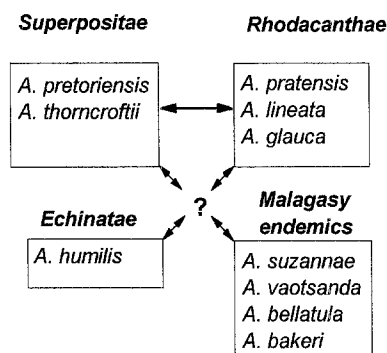 Superpositae
Rhodacanthae
A. pretoriensis
A. thorncroftii
A. pratensis
A. lineata
A. glauca
?
Echinatae
A. humilis
Malagasy
endemics
A. suzannae
A. vaotsanda
A. bellatula
A. bakeri